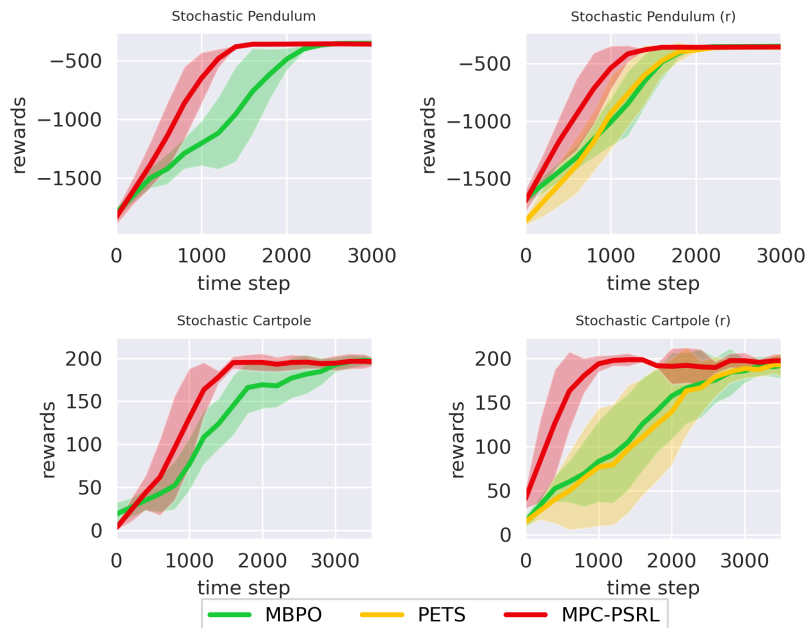 Stochastic Pendulum
rewards
−500
−1000
−1500
0 1000 2000 3000
time step
Stochastic Pendulum (r)
rewards
−500
−1000
−1500
0 1000 2000 3000
time step
Stochastic Cartpole
rewards
200
150
100
50
0
0 1000 2000 3000
time step
Stochastic Cartpole (r)
rewards
200
150
100
50
0
0 1000 2000 3000
time step
MBPO PETS MPC-PSRL